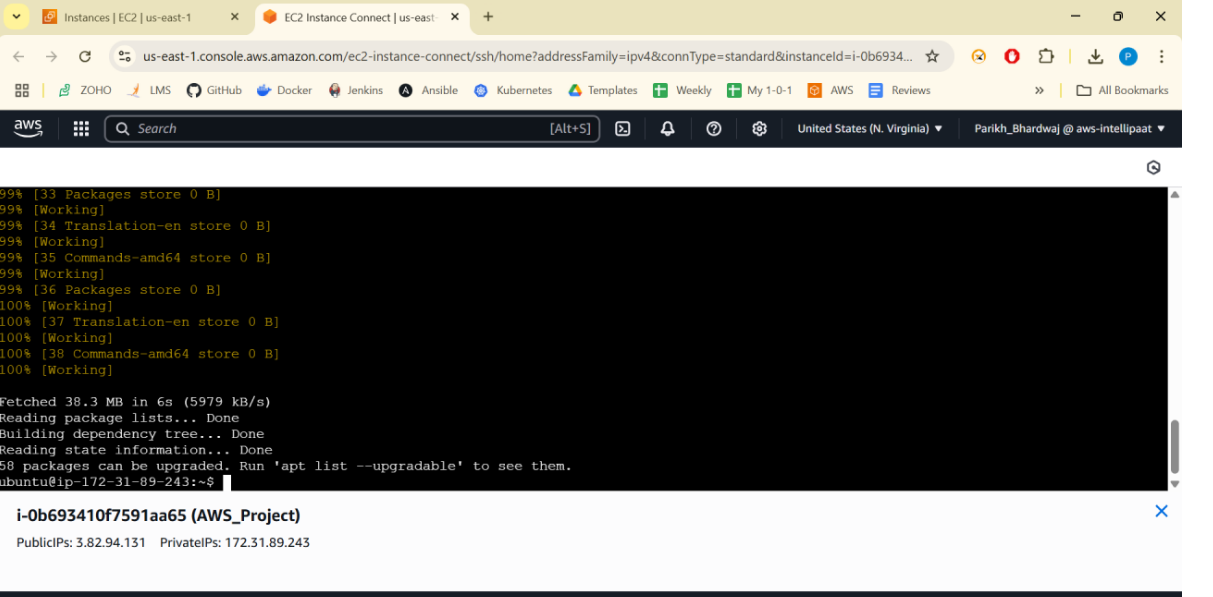 Instances | EC2 | us-east-1
EC2 Instance Connect | us-east-
us-east-1.console.aws.amazon.com/ec2-instance-connect/ssh/home?addressFamily=ipv4&connType=standard&instanceId=i-0b6934...
P
ZOHO LMS GitHub Docker Jenkins Ansible Kubernetes Templates Weekly My 1-0-1 AWS Reviews » All Bookmarks
aws Search [Alt+S] United States (N. Virginia) ▼ Parikh_Bhardwaj @ aws-intellipaat ▼
99% [33 Packages store 0 B]
99% [Working]
99% [34 Translation-en store 0 B]
99% [Working]
99% [35 Commands-amd64 store 0 B]
99% [Working]
99% [36 Packages store 0 B]
100% [Working]
100% [37 Translation-en store 0 B]
100% [Working]
100% [38 Commands-amd64 store 0 B]
100% [Working]
Fetched 38.3 MB in 6s (5979 kB/s)
Reading package lists... Done
Building dependency tree... Done
Reading state information... Done
58 packages can be upgraded. Run 'apt list --upgradable' to see them.
ubuntu@ip-172-31-89-243:~$
i-0b693410f7591aa65 (AWS_Project)
PublicIPs: 3.82.94.131 PrivateIPs: 172.31.89.243